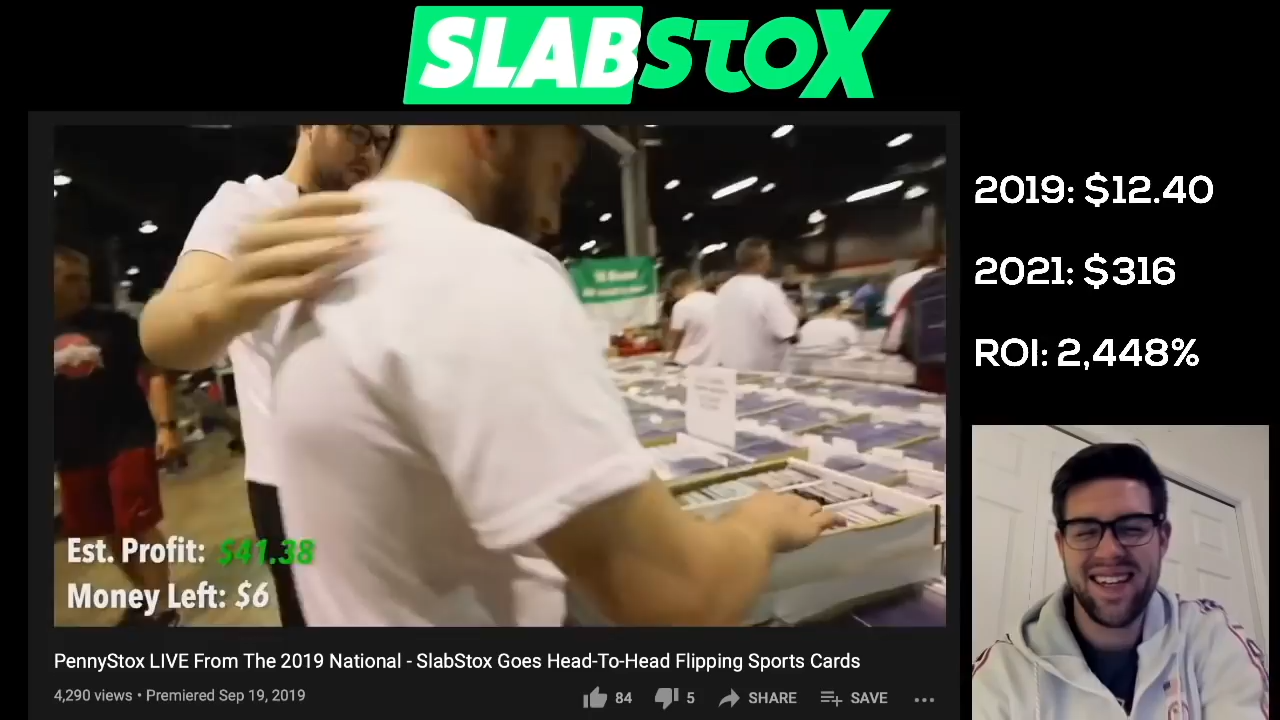 SLABSTOX
2019: $12.40
2021: $316
ROI: 2,448%
Est. Profit: $41.38
Money Left: $6
PennyStox LIVE From The 2019 National - SlabStox Goes Head-To-Head Flipping Sports Cards
4,290 views • Premiered Sep 19, 2019
84
5
SHARE
SAVE